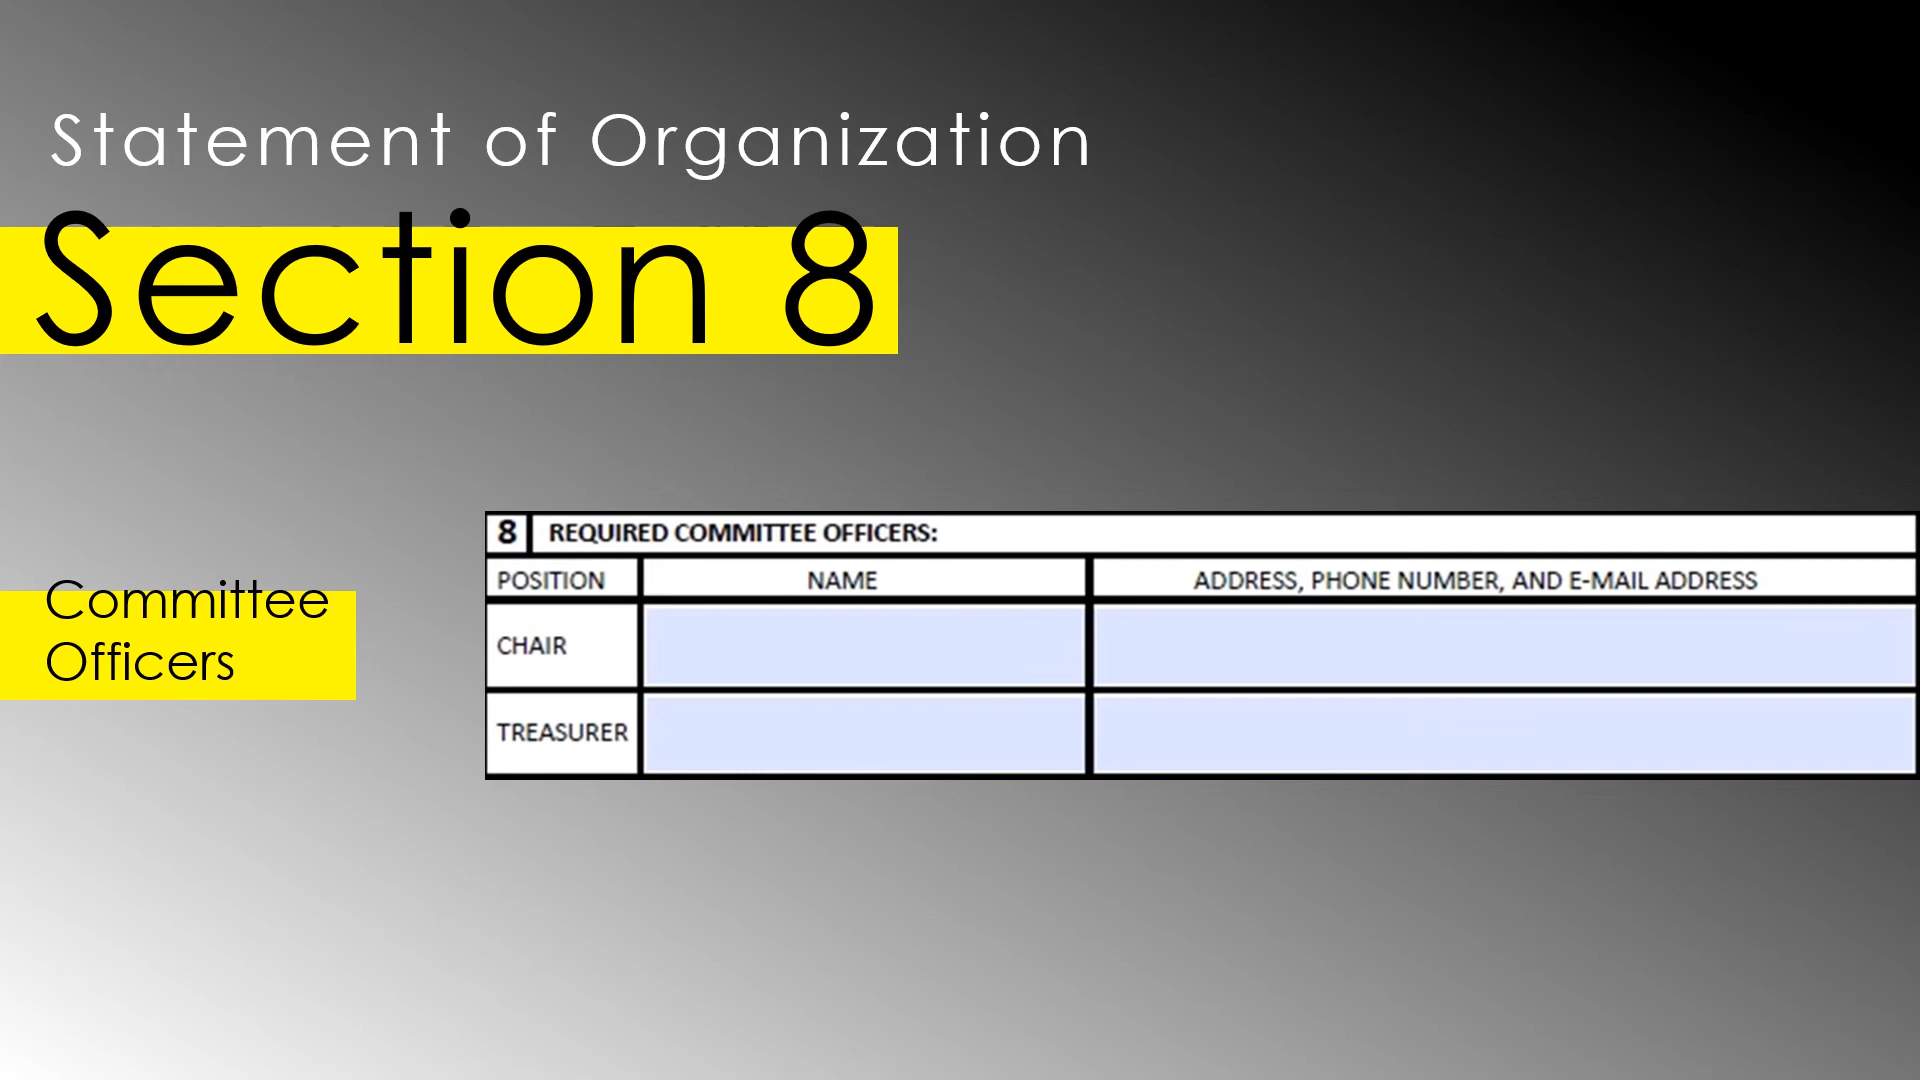 Statement of Organization
Section 8
Committee
Officers
8 REQUIRED COMMITTEE OFFICERS:
POSITION NAME ADDRESS, PHONE NUMBER, AND E-MAIL ADDRESS
CHAIR
TREASURER